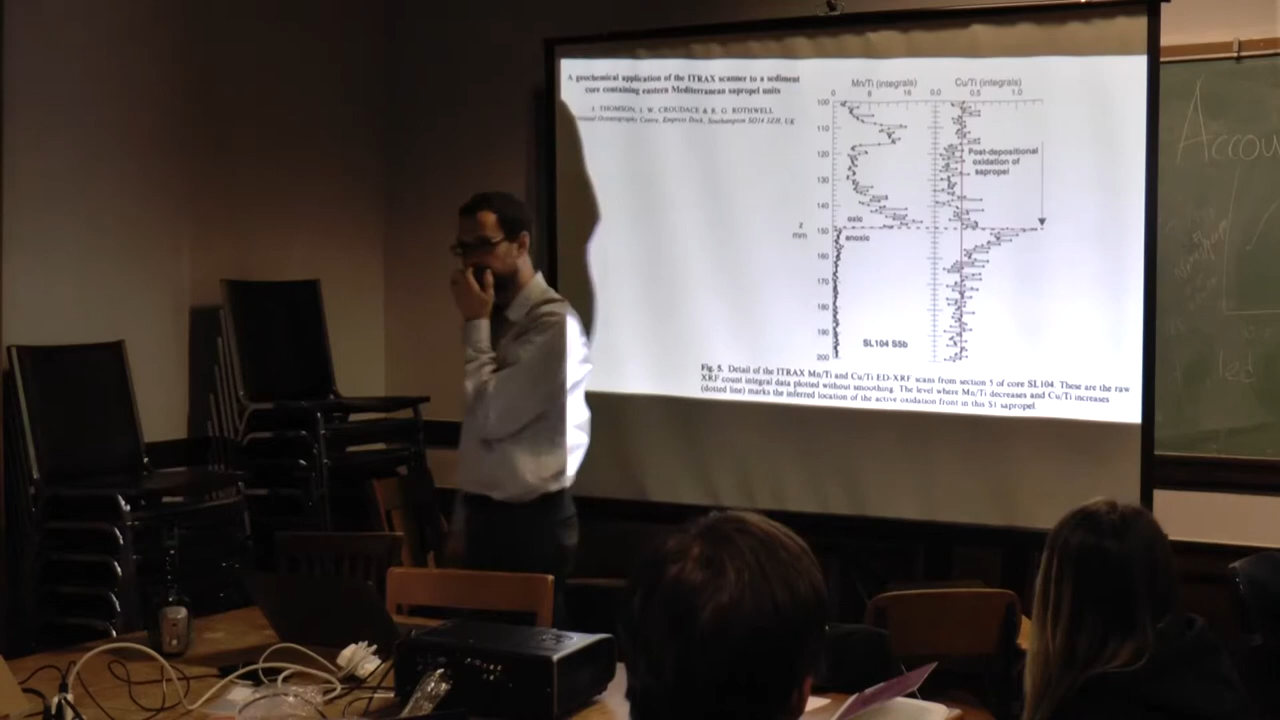 A geochemical application of the ITRAX scanner to a sediment
core containing eastern Mediterranean sapropel units
J. THOMSON, I. W. CROUDACE & R. G. ROTHWELL
Oceanography Centre, Empress Dock, Southampton SO14 3ZH, UK
Mn/Ti (integrals)
Cu/Ti (integrals)
0 8 16 0.0 0.5 1.0
100
110
120
130
140
150
160
170
180
190
200
z
mm
Post-depositional
oxidation of
sapropel
oxic
anoxic
SL104 S5b
Fig. 5. Detail of the ITRAX Mn/Ti and Cu/Ti ED-XRF scans from section 5 of core SL104. These are the raw
XRF count integral data plotted without smoothing. The level where Mn/Ti decreases and Cu/Ti increases
(dotted line) marks the inferred location of the active oxidation front in this S1 sapropel.
Accou
led